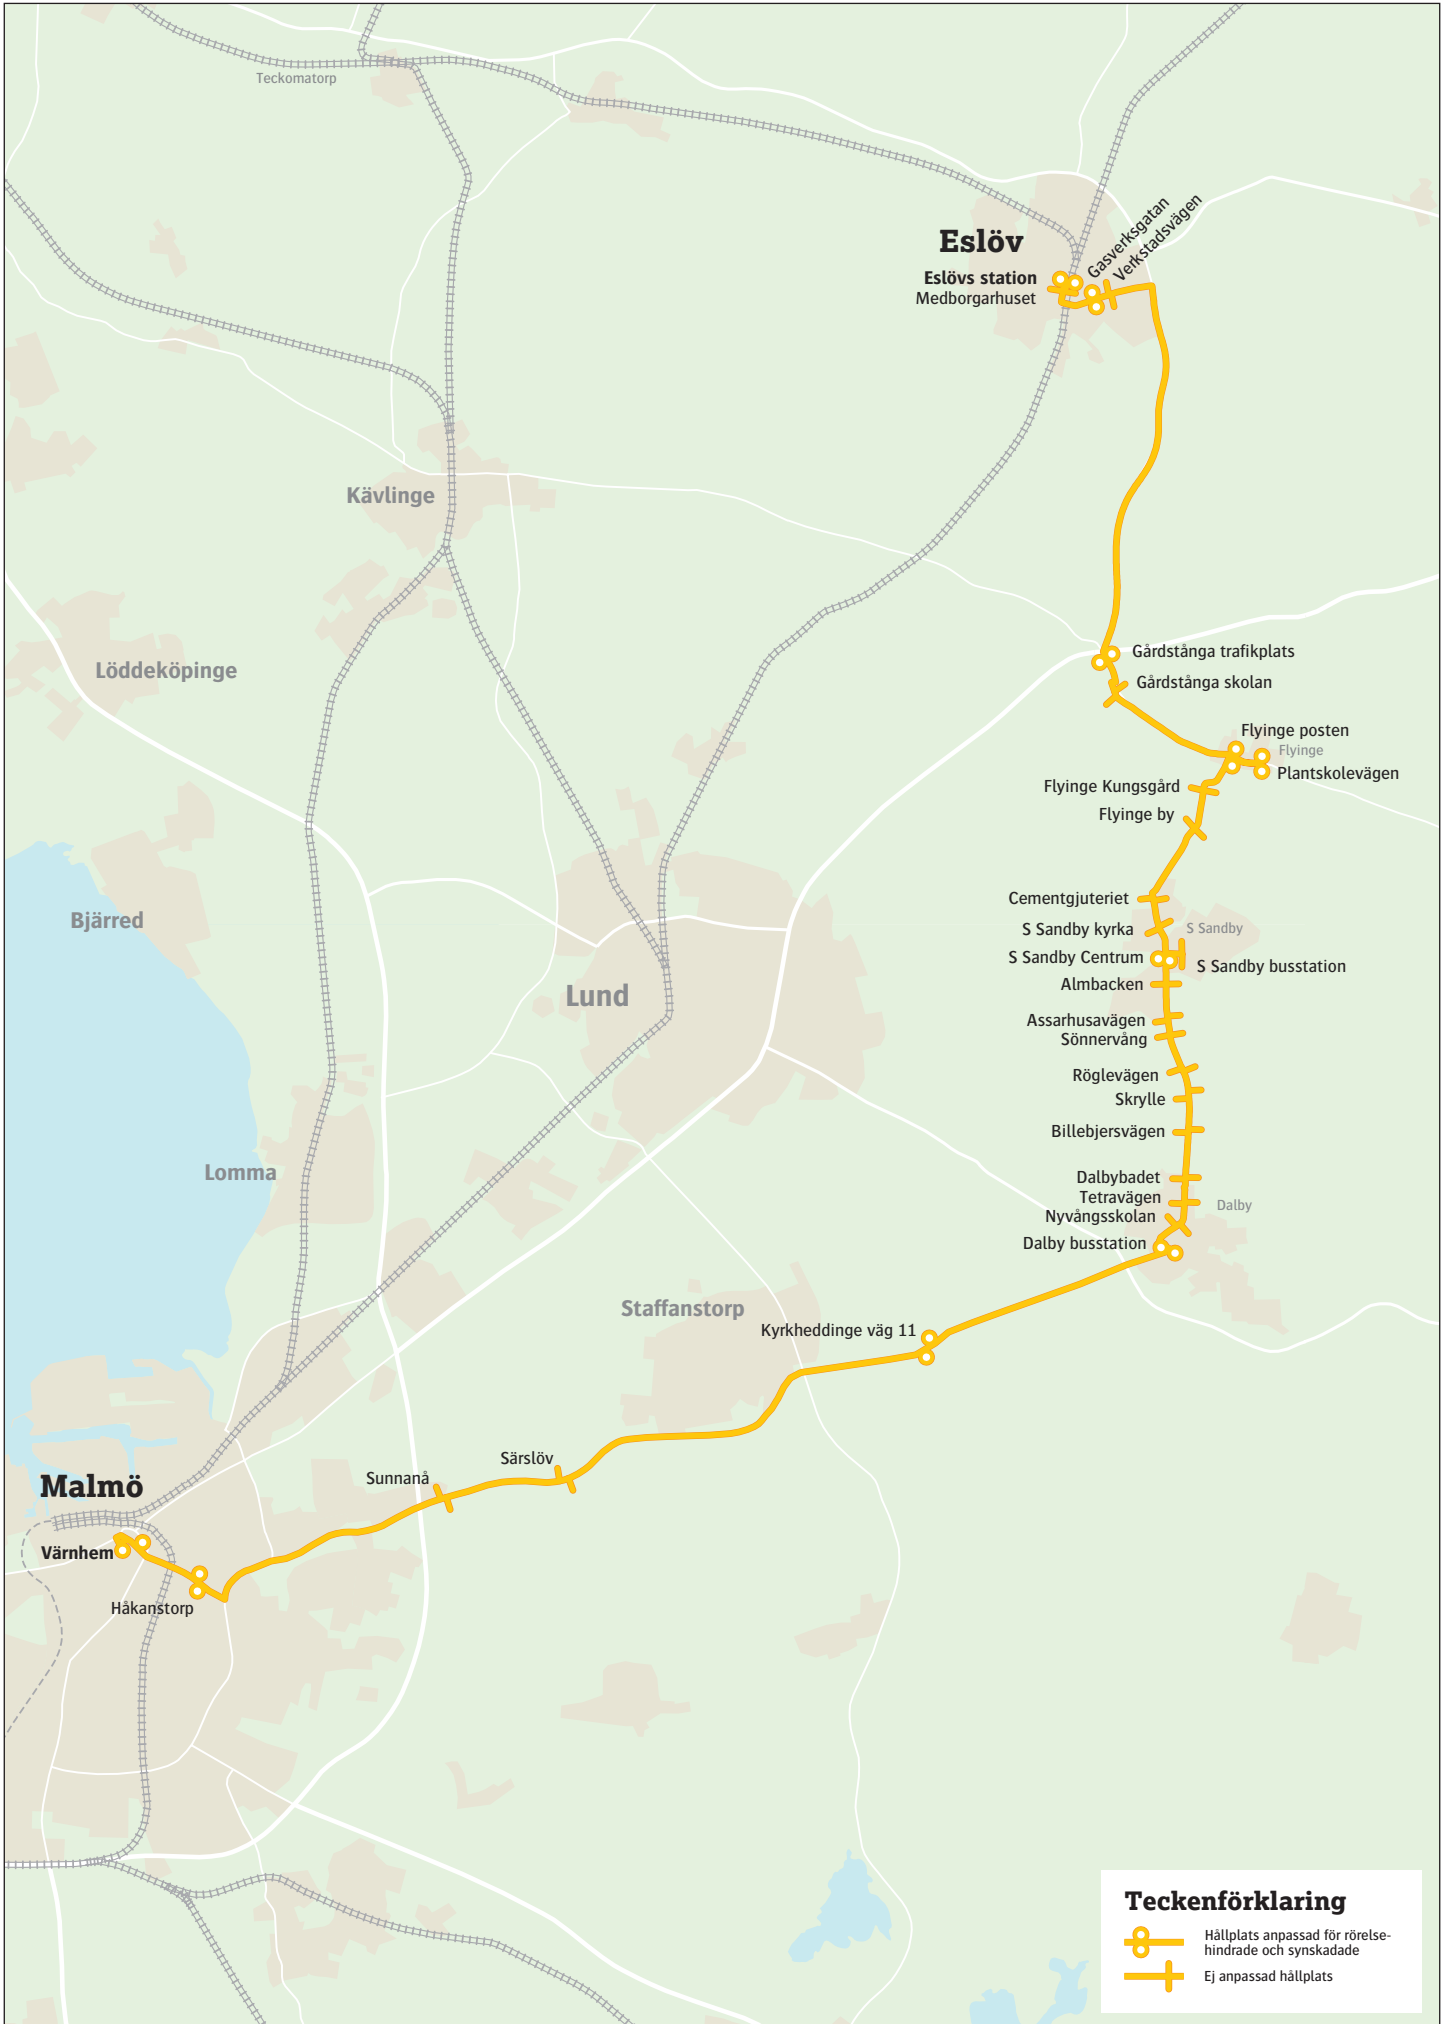 Teckomatorp
Gasverksgatan
Verkstadsvägen
Eslöv
Eslövs station
Medborgarhuset
Kävlinge
Gårdstånga trafikplats
Löddeköpinge
Gårdstånga skolan
Flyinge posten
Flyinge
Plantskolevägen
Flyinge Kungsgård
Flyinge by
Cementgjuteriet
Bjärred
S Sandby kyrka
S Sandby
S Sandby Centrum
S Sandby busstation
Almbacken
Lund
Assarhusavägen
Sönnervång
Röglevägen
Skrylle
Billebjersvägen
Lomma
Dalbybadet
Tetravägen
Dalby
Nyvångsskolan
Dalby busstation
Staffanstorp
Kyrkheddinge väg 11
Särslöv
Sunnanå
Malmö
Värnhem
Håkanstorp
Teckenförklaring
Hållplats anpassad för rörelse-
hindrade och synskadade
Ej anpassad hållplats